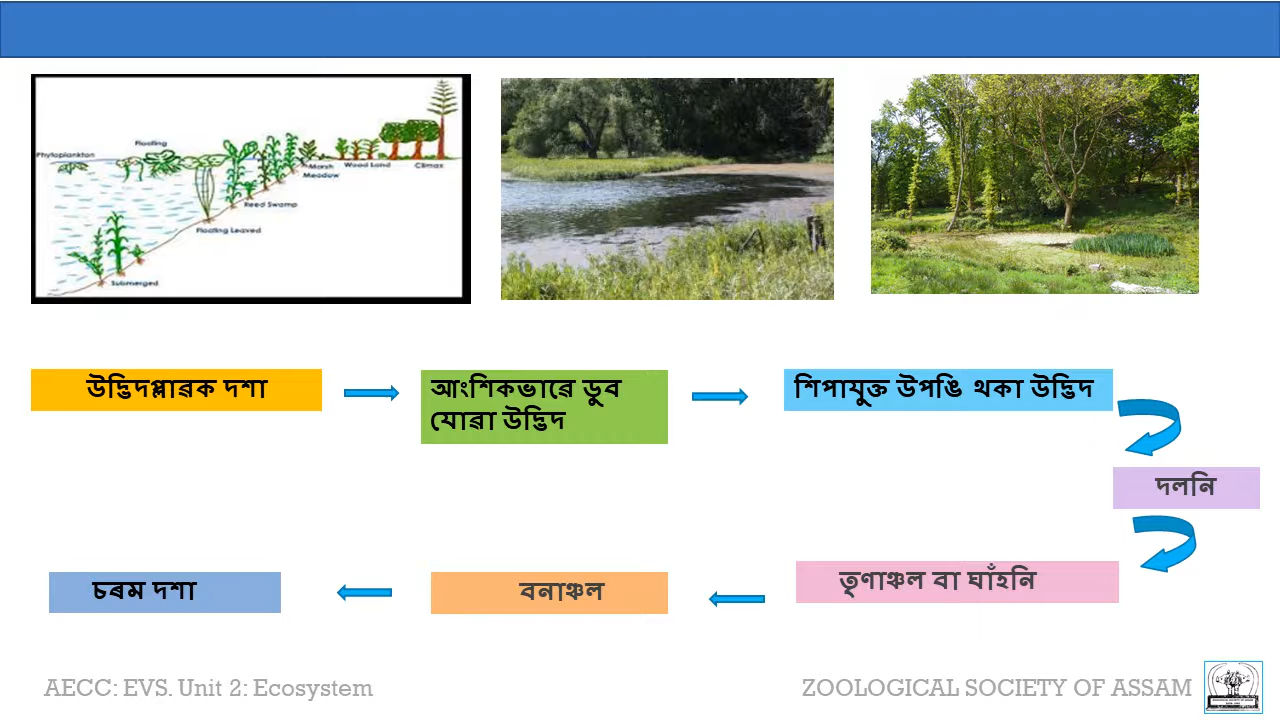 Floating
Phytoplankton
Marsh
Meadow
Wood Land
Climax
Reed Swamp
Floating Leaved
Submerged
উদ্ভিদপ্লাৱক দশা
আংশিকভাৱে ডুব
যোৱা উদ্ভিদ
শিপাযুক্ত উপঙি থকা উদ্ভিদ
দলনি
তৃণাঞ্চল বা ঘাঁহনি
বনাঞ্চল
চৰম দশা
AECC: EVS. Unit 2: Ecosystem
ZOOLOGICAL SOCIETY OF ASSAM